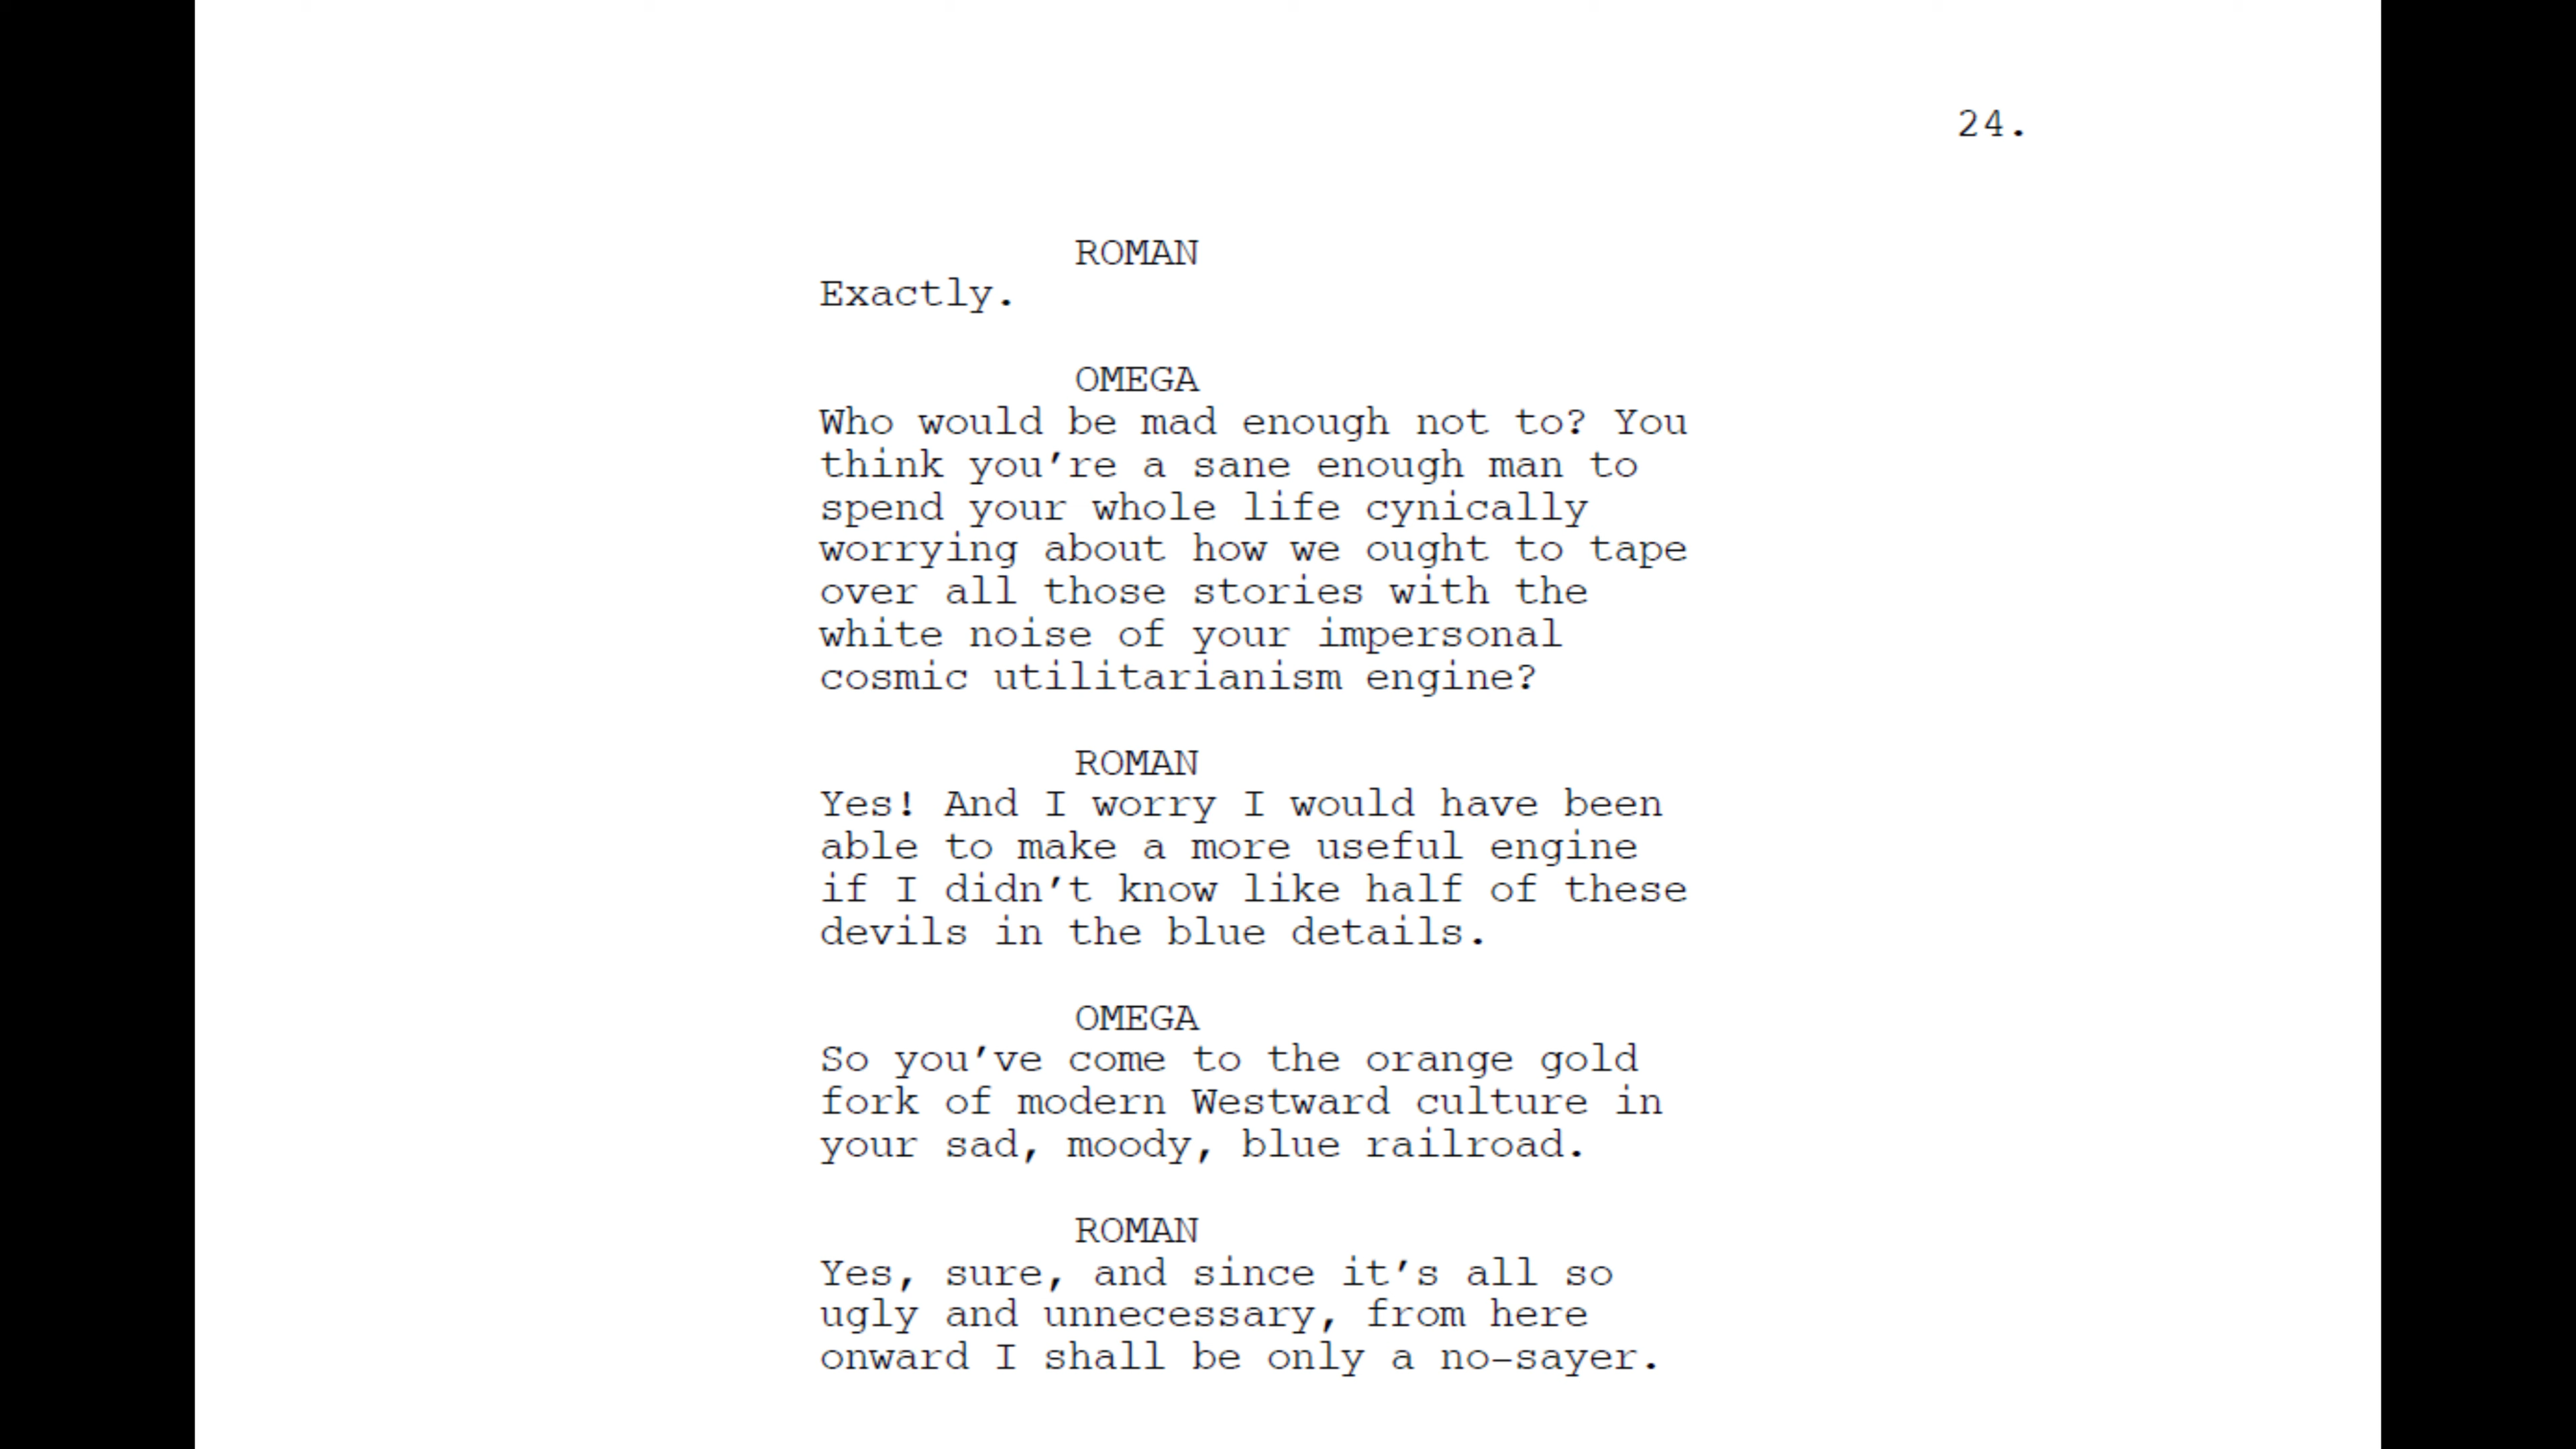 24.
ROMAN
Exactly.
OMEGA
Who would be mad enough not to? You
think you’re a sane enough man to
spend your whole life cynically
worrying about how we ought to tape
over all those stories with the
white noise of your impersonal
cosmic utilitarianism engine?
ROMAN
Yes! And I worry I would have been
able to make a more useful engine
if I didn’t know like half of these
devils in the blue details.
OMEGA
So you’ve come to the orange gold
fork of modern Westward culture in
your sad, moody, blue railroad.
ROMAN
Yes, sure, and since it’s all so
ugly and unnecessary, from here
onward I shall be only a no-sayer.